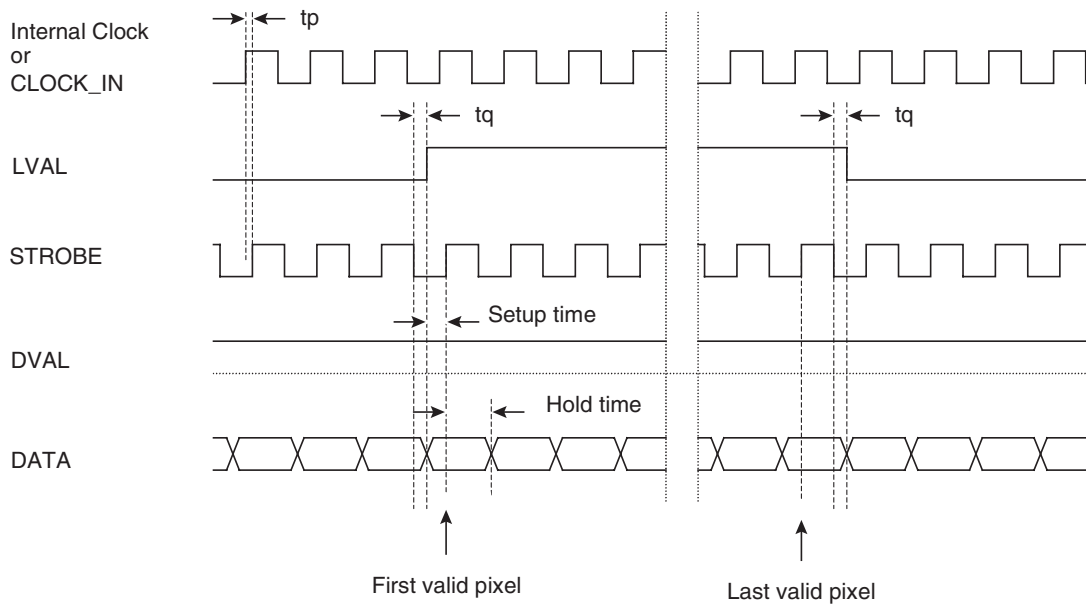 tp
Internal Clock
or
CLOCK_IN
tq
tq
LVAL
STROBE
Setup time
DVAL
Hold time
DATA
First valid pixel
Last valid pixel